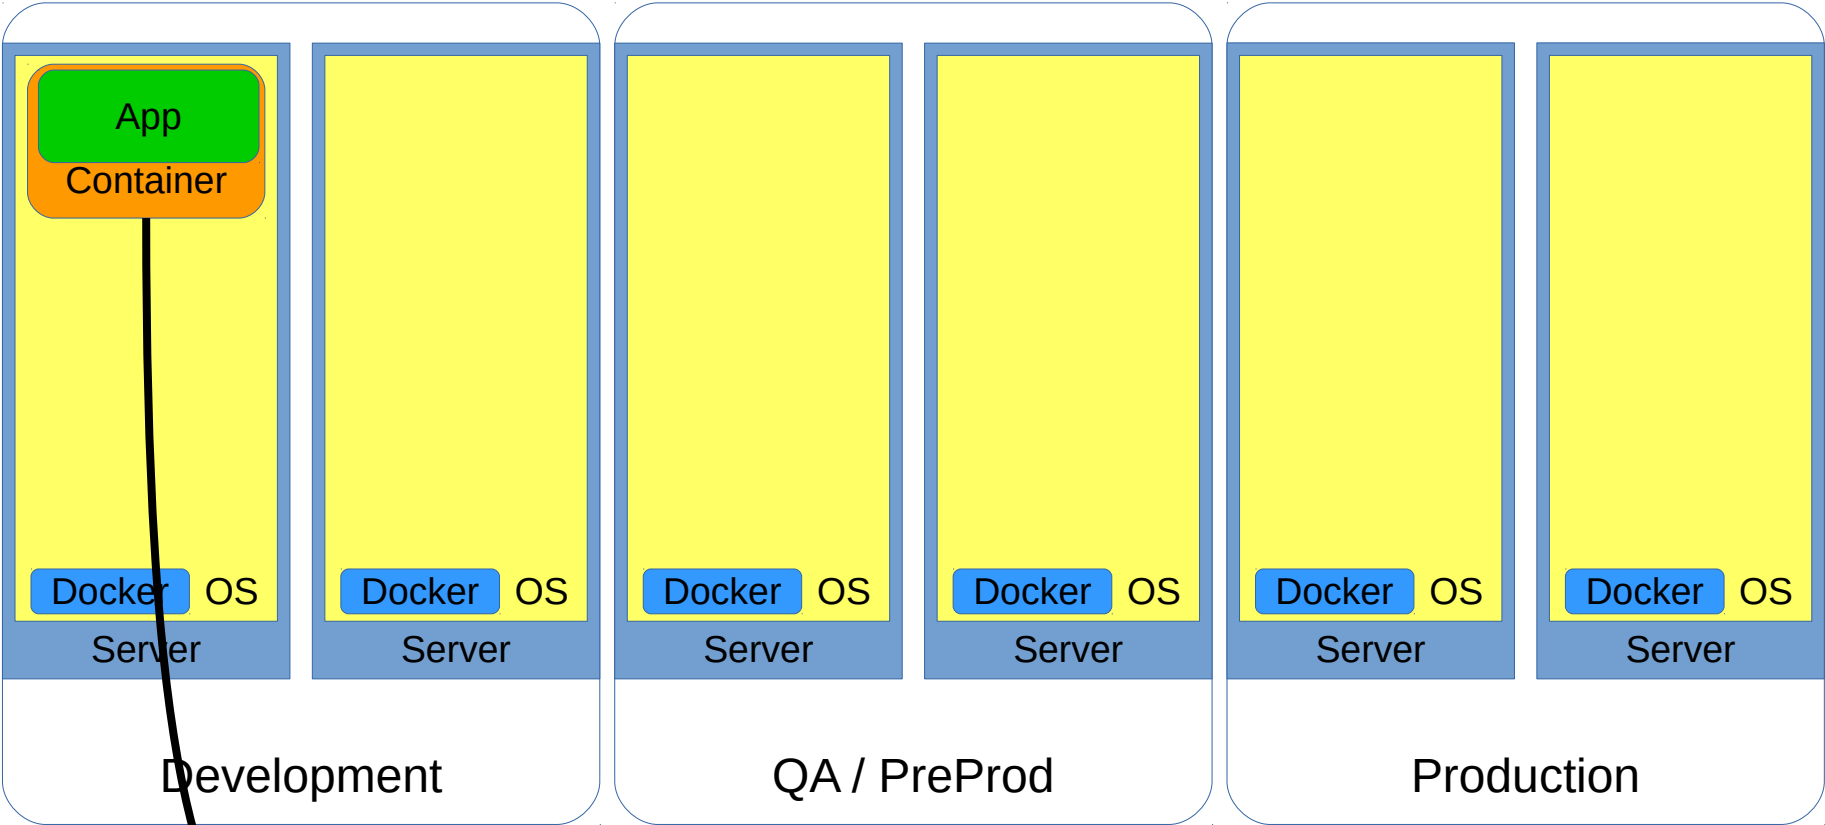 App
Container
Docker OS
Server
Docker OS
Server
Development
Docker OS
Server
Docker OS
Server
QA / PreProd
Docker OS
Server
Docker OS
Server
Production